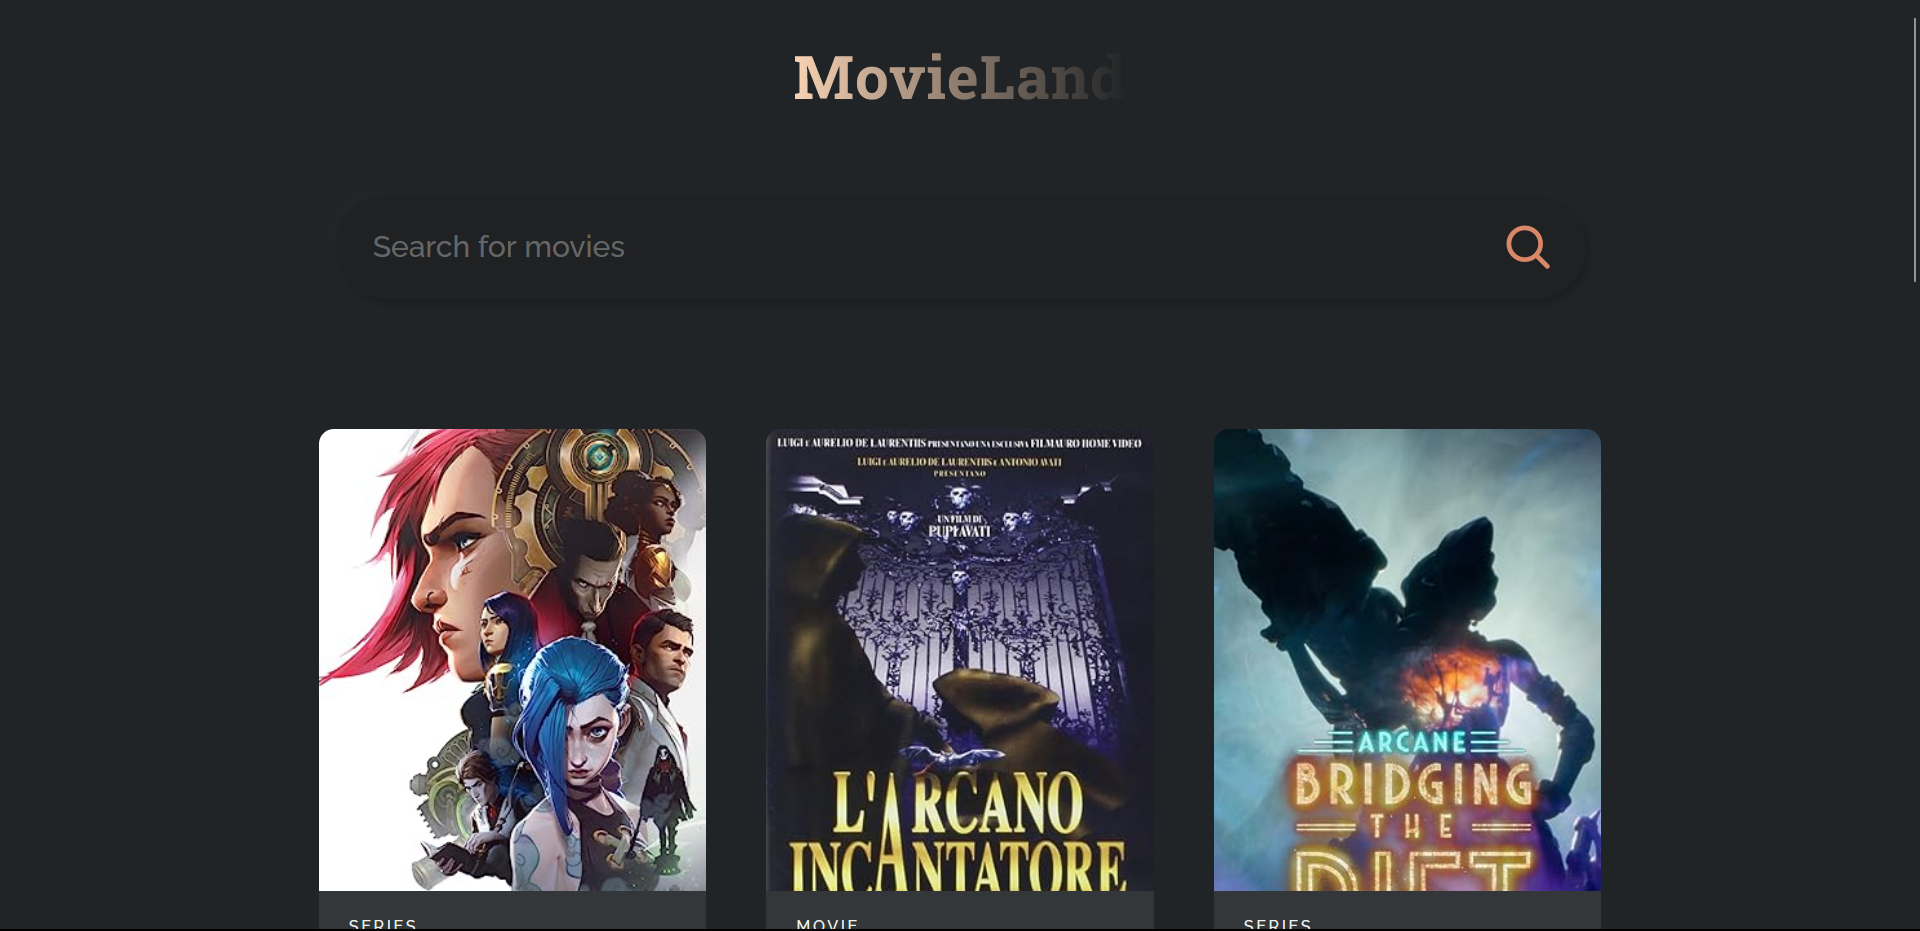 MovieLand
Search for movies
LUIGI e AURELIO DE LAURENTIIS PRESENTANO UNA ESCLUSIVA FILMAURO HOME VIDEO
LUIGI e AURELIO DE LAURENTIIS e ANTONIO AVATI
PRESENTANO
UN FILM DI
PUPI AVATI
L'ARCANO
INCANTATORE
ARCANE
BRIDGING
THE
RIFT
SERIES
MOVIE
SERIES